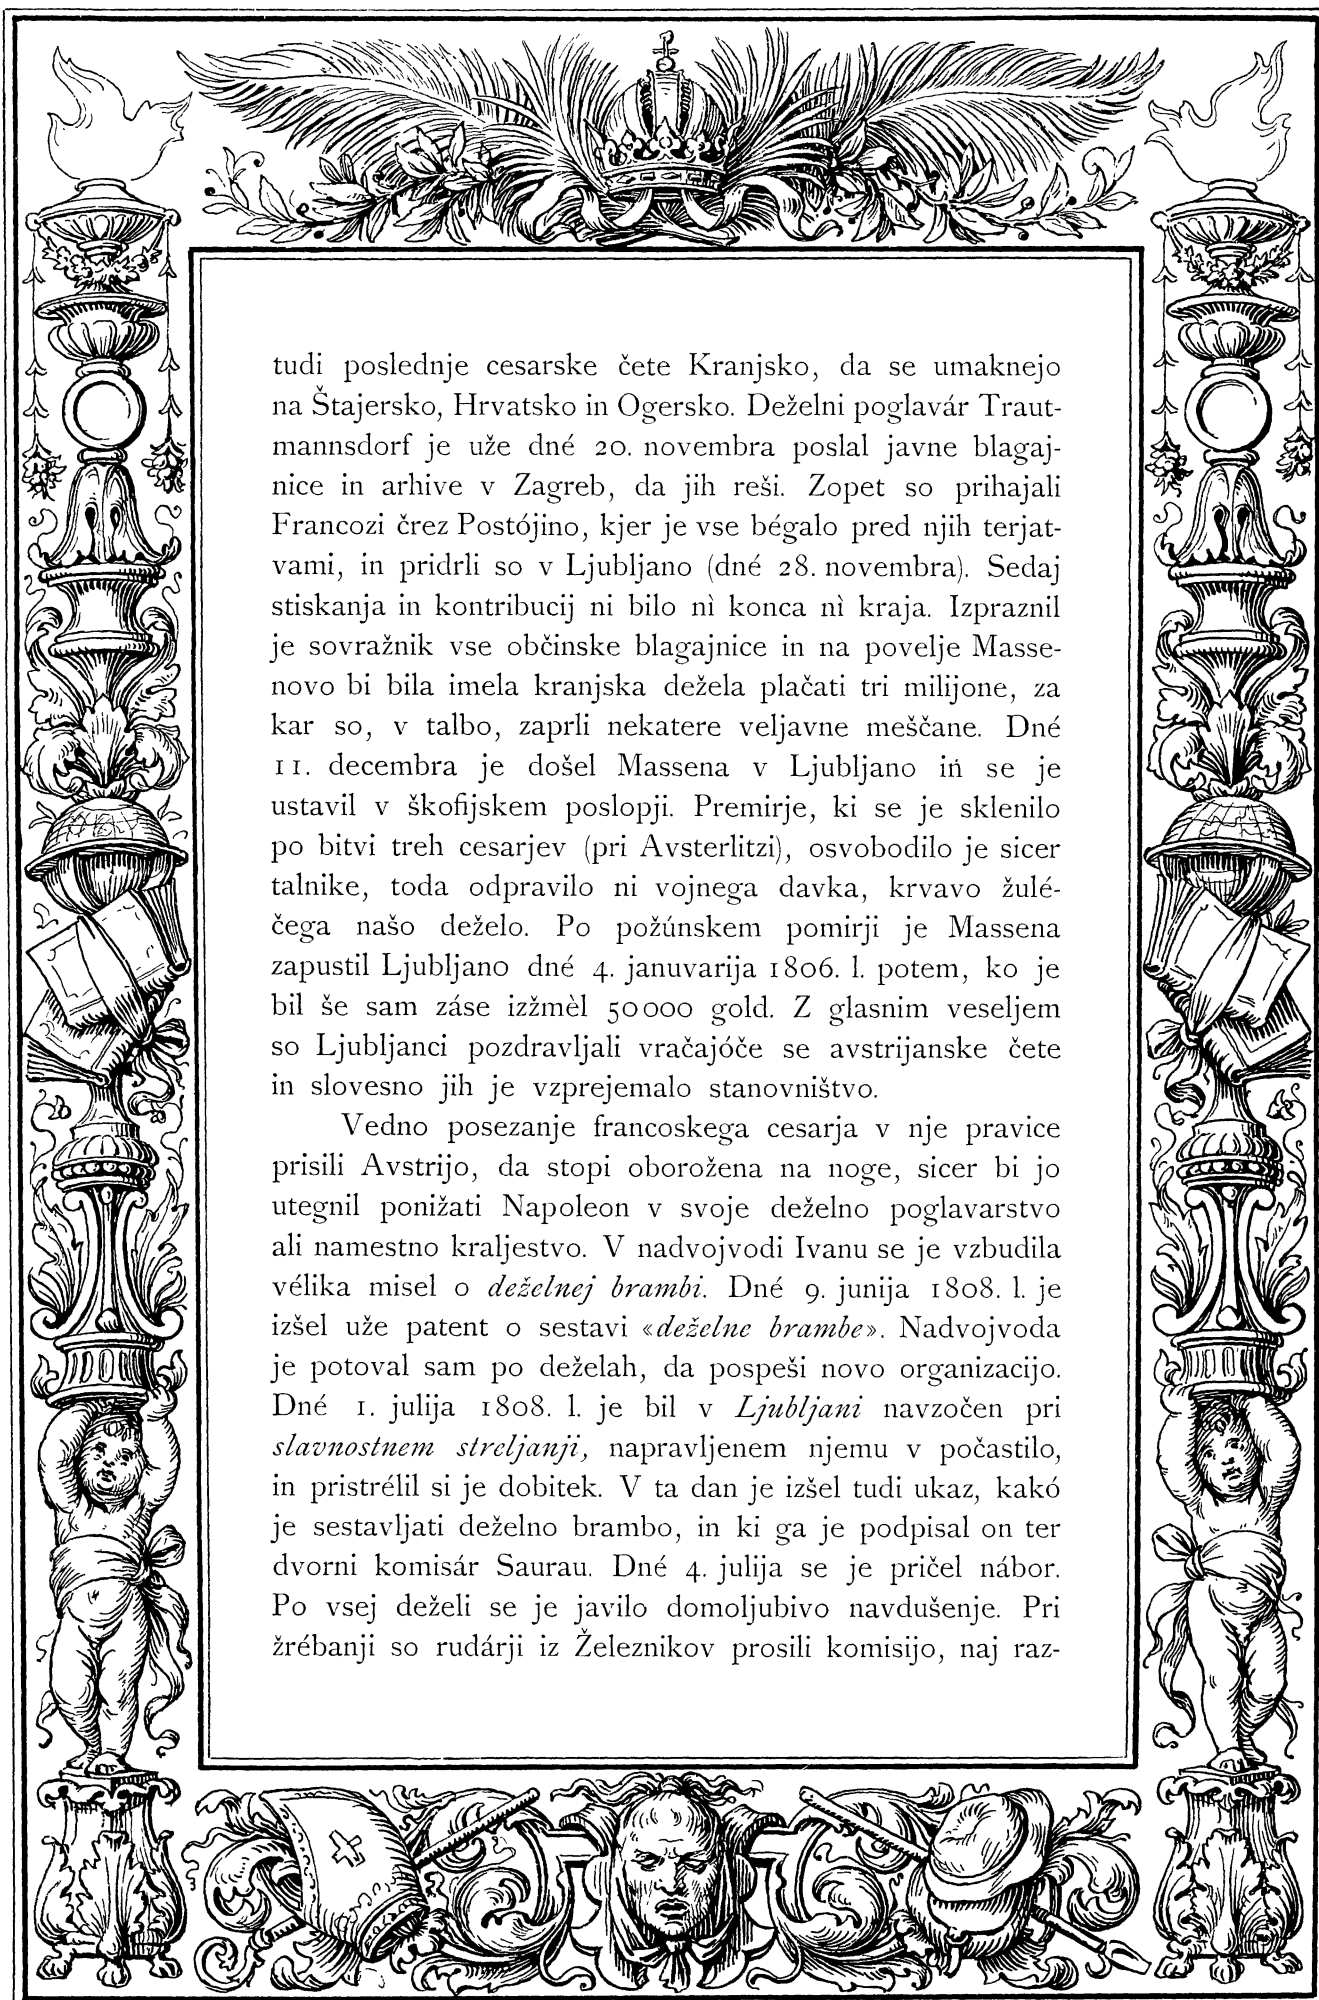 tudi poslednje cesarske čete Kranjsko, da se umaknejo
na Štajersko, Hrvatsko in Ogersko. Deželni poglavár Traut-
mannsdorf je uže dné 20. novembra poslal javne blagaj-
nice in arhive v Zagreb, da jih reši. Zopet so prihajali
Francozi črez Postójino, kjer je vse bégalo pred njih terjat-
vami, in pridrli so v Ljubljano (dné 28. novembra). Sedaj
stiskanja in kontribucij ni bilo nì konca nì kraja. Izpraznil
je sovražnik vse občinske blagajnice in na povelje Masse-
novo bi bila imela kranjska dežela plačati tri milijone, za
kar so, v talbo, zaprli nekatere veljavne meščane. Dné
11. decembra je došel Massena v Ljubljano in se je
ustavil v škofijskem poslopji. Premirje, ki se je sklenilo
po bitvi treh cesarjev (pri Avsterlitzi), osvobodilo je sicer
talnike, toda odpravilo ni vojnega davka, krvavo žulé-
čega našo deželo. Po požúnskem pomirji je Massena
zapustil Ljubljano dné 4. januvarija 1806. l. potem, ko je
bil še sam záse izžmèl 50000 gold. Z glasnim veseljem
so Ljubljanci pozdravljali vračajóče se avstrijanske čete
in slovesno jih je vzprejemalo stanovništvo.
Vedno posezanje francoskega cesarja v nje pravice
prisili Avstrijo, da stopi oborožena na noge, sicer bi jo
utegnil ponižati Napoleon v svoje deželno poglavarstvo
ali namestno kraljestvo. V nadvojvodi Ivanu se je vzbudila
vélika misel o deželnej brambi. Dné 9. junija 1808. l. je
izšel uže patent o sestavi «deželne brambe». Nadvojvoda
je potoval sam po deželah, da pospeši novo organizacijo.
Dné 1. julija 1808. l. je bil v Ljubljani navzočen pri
slavnostnem streljanji, napravljenem njemu v počastilo,
in pristrélil si je dobitek. V ta dan je izšel tudi ukaz, kakó
je sestavljati deželno brambo, in ki ga je podpisal on ter
dvorni komisár Saurau. Dné 4. julija se je pričel nábor.
Po vsej deželi se je javilo domoljubivo navdušenje. Pri
žrébanji so rudárji iz Železnikov prosili komisijo, naj raz-